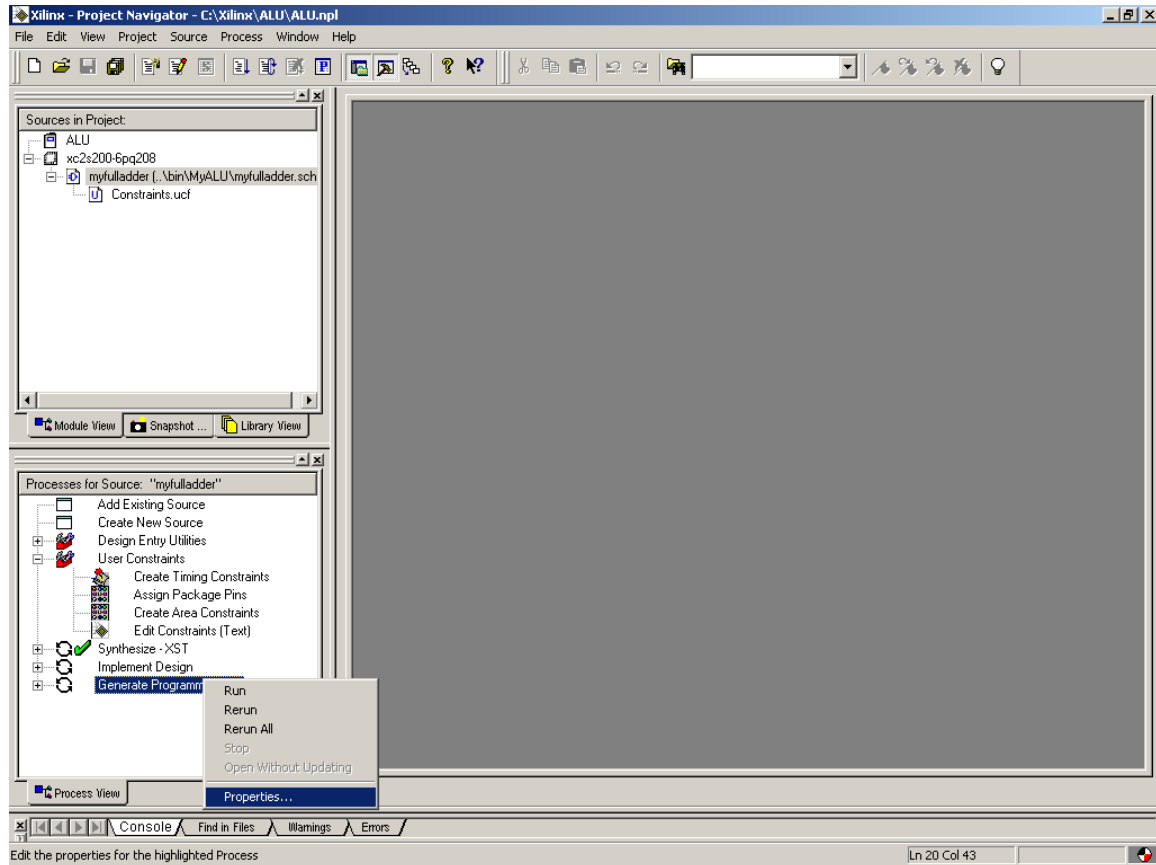 Xilinx - Project Navigator - C:\Xilinx\ALU\ALU.npl
File Edit View Project Source Process Window Help
Sources in Project:
ALU
xc2s200-6pq208
myfulladder (..\bin\MyALU\myfulladder.sch
Constraints.ucf
Module View Snapshot ... Library View
Processes for Source: "myfulladder"
Add Existing Source
Create New Source
Design Entry Utilities
User Constraints
Create Timing Constraints
Assign Package Pins
Create Area Constraints
Edit Constraints (Text)
Synthesize - XST
Implement Design
Generate Programm
Run
Rerun
Rerun All
Stop
Open Without Updating
Properties...
Process View
Console Find in Files Warnings Errors
Edit the properties for the highlighted Process
Ln 20 Col 43